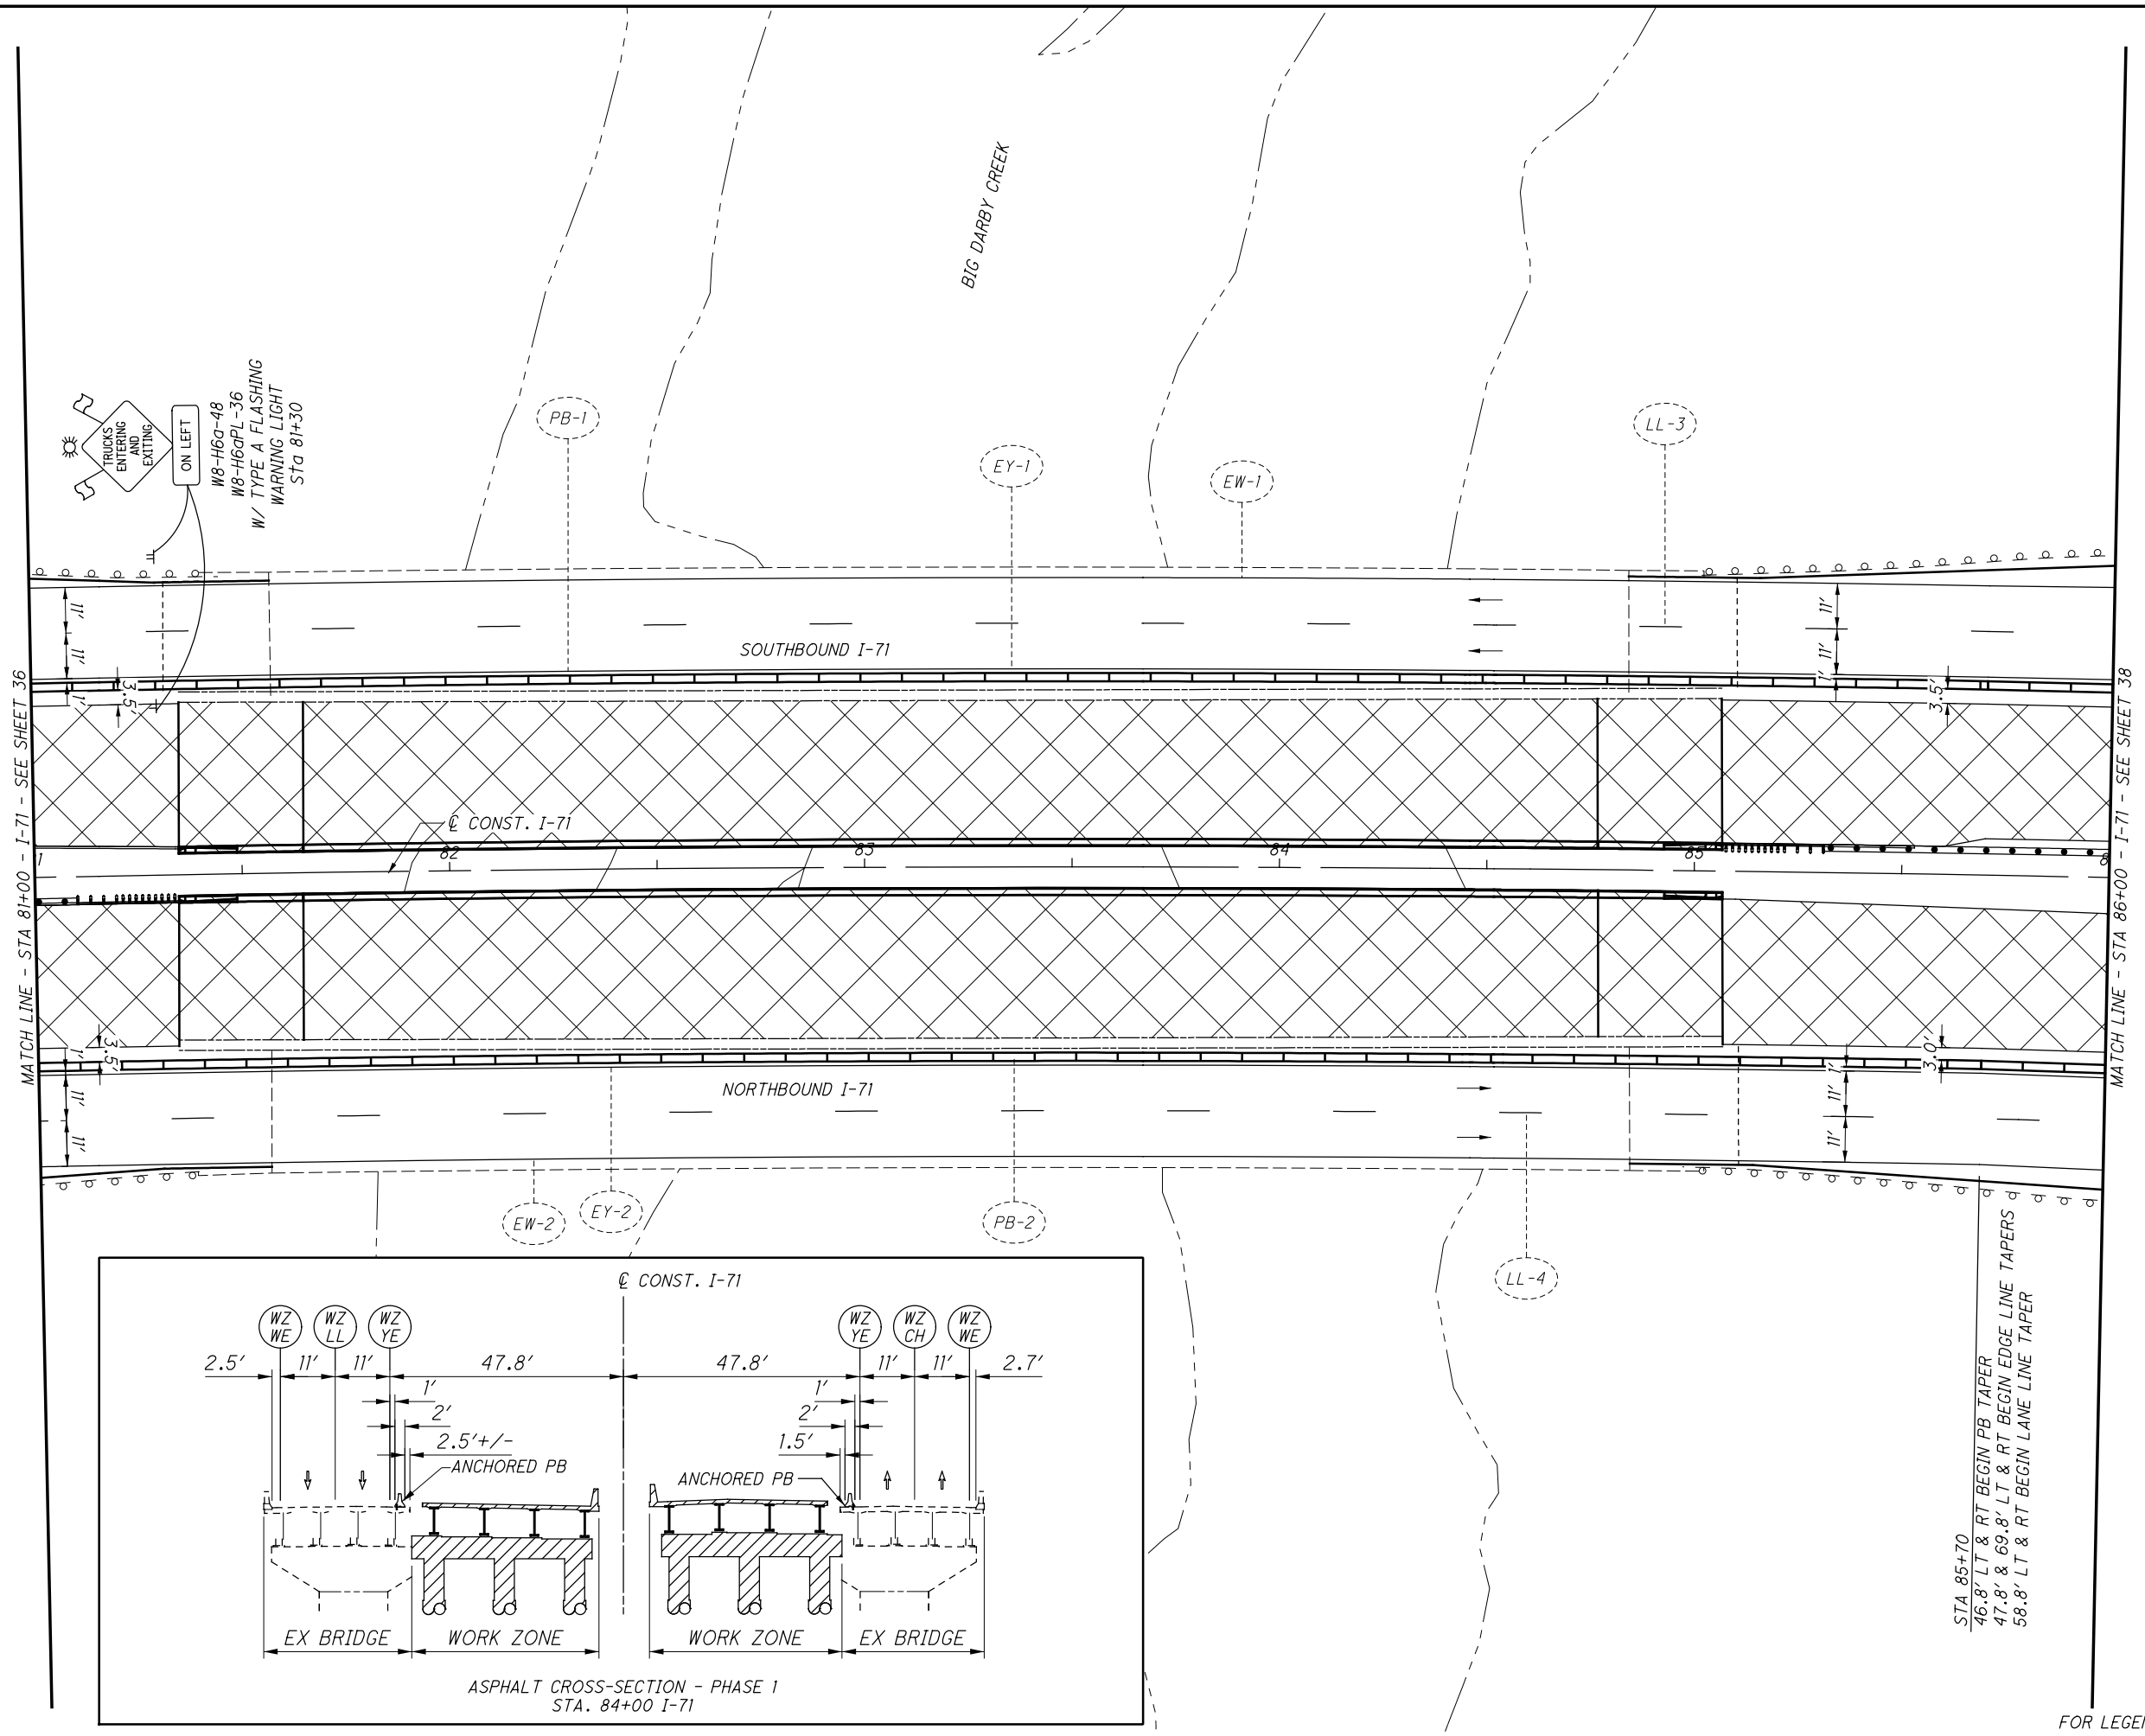 BIG DARBY CREEK
TRUCKS
ENTERING
AND
EXITING
ON LEFT
W8-H6a-48
W8-H6aPL-36
W/ TYPE A FLASHING
WARNING LIGHT
Sta 81+30
PB-1
EY-1
EW-1
LL-3
11'
11'
1'
3.5'
SOUTHBOUND I-71
11'
11'
1'
3.5'
MATCH LINE - STA 81+00 - I-71 - SEE SHEET 36
MATCH LINE - STA 86+00 - I-71 - SEE SHEET 38
℄ CONST. I-71
1
82
83
84
85
8
1'
3.5'
11'
11'
NORTHBOUND I-71
3.0'
1'
11'
11'
EW-2
EY-2
PB-2
LL-4
℄ CONST. I-71
WZ
WE
WZ
LL
WZ
YE
WZ
YE
WZ
CH
WZ
WE
2.5' 11' 11' 47.8' 47.8' 11' 11' 2.7'
1' 1'
2' 2'
2.5'+/- 1.5'
ANCHORED PB ANCHORED PB
EX BRIDGE WORK ZONE WORK ZONE EX BRIDGE
ASPHALT CROSS-SECTION - PHASE 1
STA. 84+00 I-71
STA 85+70
46.8' LT & RT BEGIN PB TAPER
47.8' & 69.8' LT & RT BEGIN EDGE LINE TAPERS
58.8' LT & RT BEGIN LANE LINE TAPER
FOR LEGEN